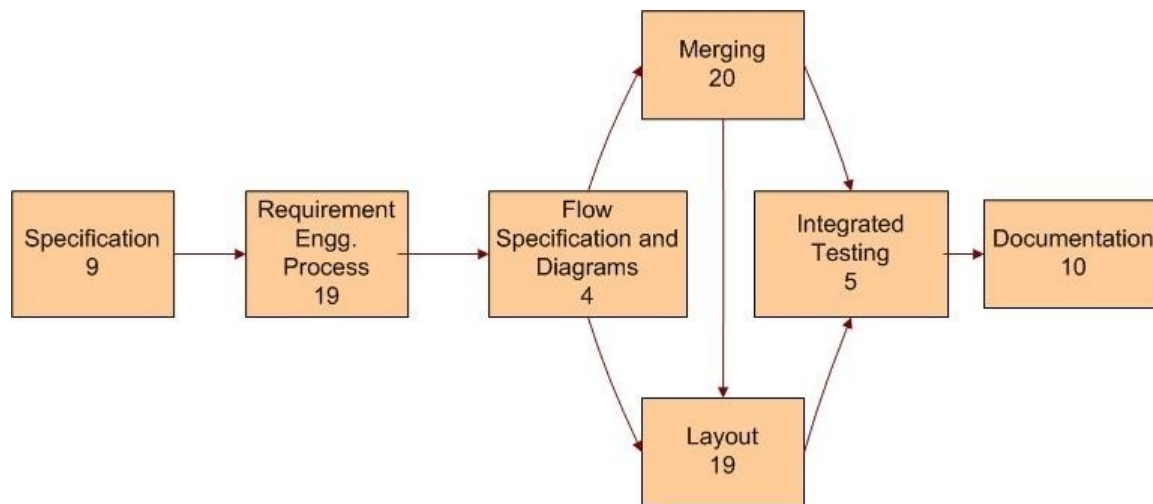 Merging
20
Specification
9
Requirement
Engg.
Process
19
Flow
Specification and
Diagrams
4
Integrated
Testing
5
Documentation
10
Layout
19